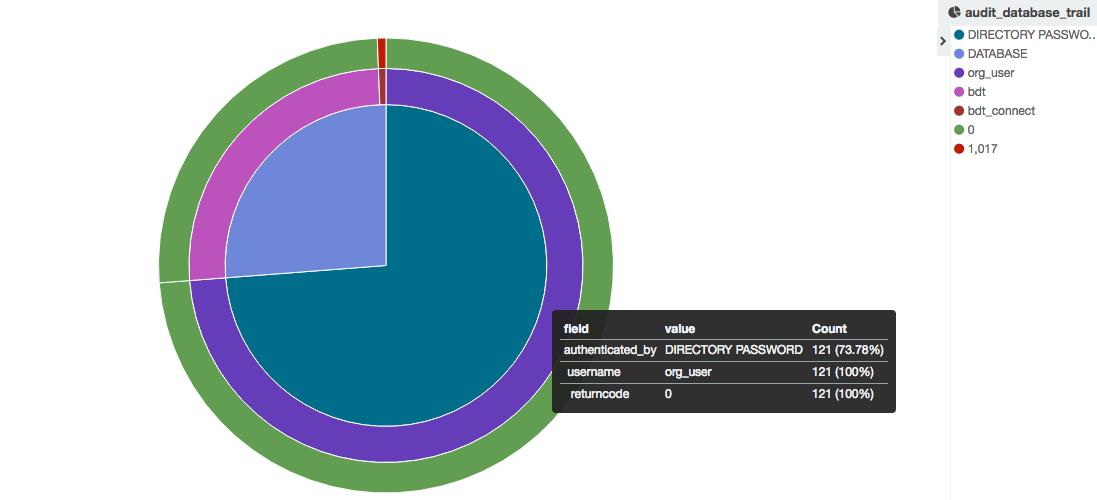 audit_database_trail
DIRECTORY PASSWO...
DATABASE
org_user
bdt
bdt_connect
0
1,017
field value Count
authenticated_by DIRECTORY PASSWORD 121 (73.78%)
username org_user 121 (100%)
returncode 0 121 (100%)